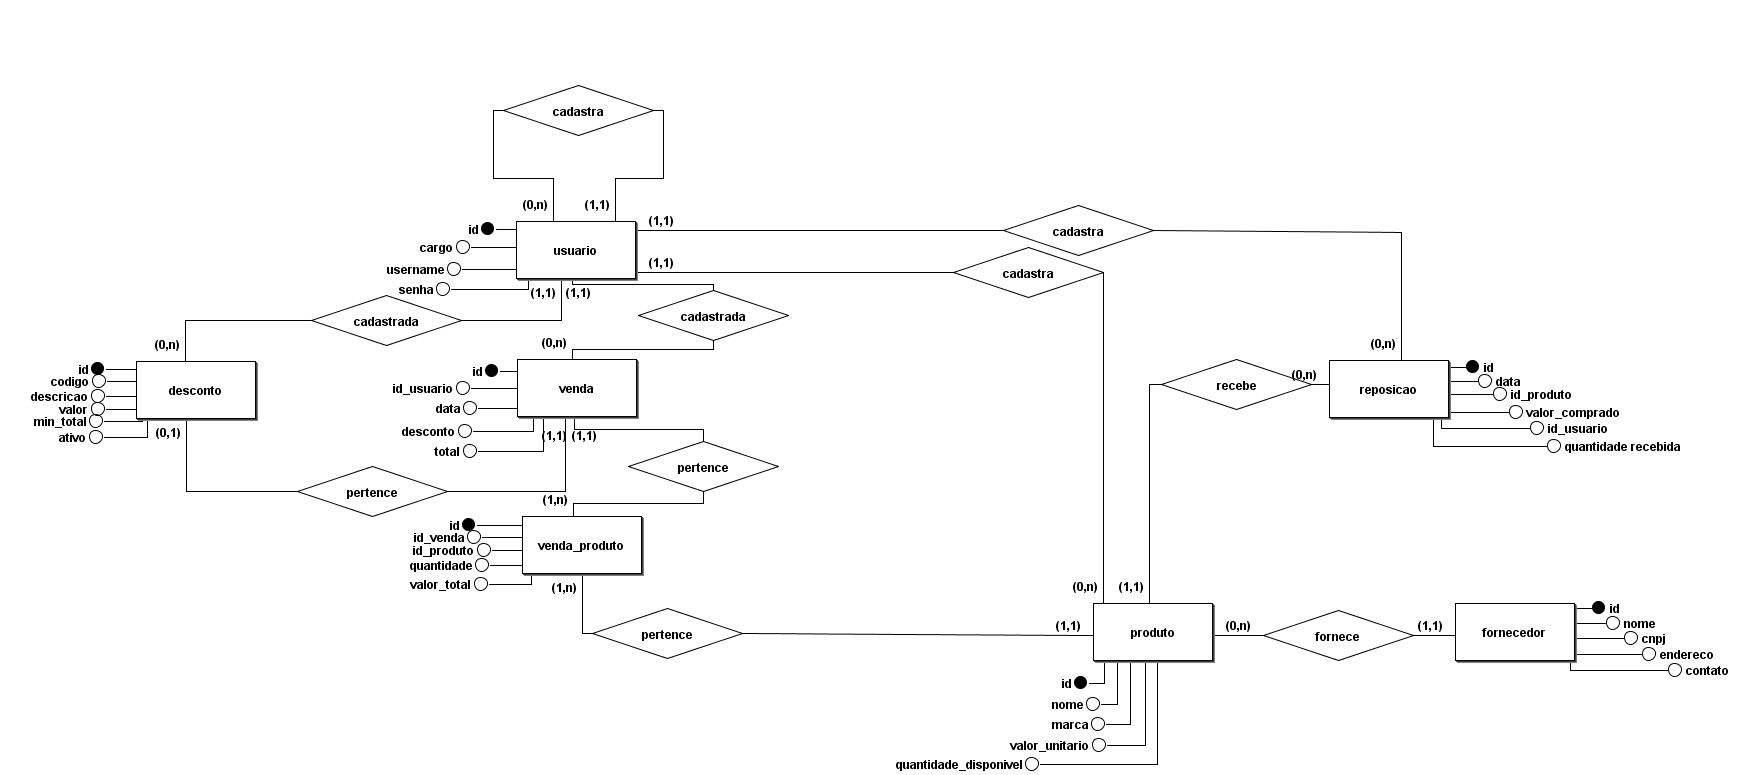 cadastra
(0,n)
(1,1)
(1,1)
id
cadastra
cargo
usuario
(1,1)
username
cadastra
senha
(1,1)
(1,1)
cadastrada
cadastrada
(0,n)
(0,n)
(0,n)
id
codigo
descricao
valor
min_total
ativo
desconto
(0,1)
id
id_usuario
data
desconto
total
venda
(1,1)
(1,1)
recebe
(0,n)
reposicao
id
data
id_produto
valor_comprado
id_usuario
quantidade recebida
pertence
pertence
(1,n)
id
id_venda
id_produto
quantidade
valor_total
venda_produto
(1,n)
pertence
(0,n)
(1,1)
(1,1)
produto
(0,n)
fornece
(1,1)
fornecedor
id
nome
cnpj
endereco
contato
id
nome
marca
valor_unitario
quantidade_disponivel